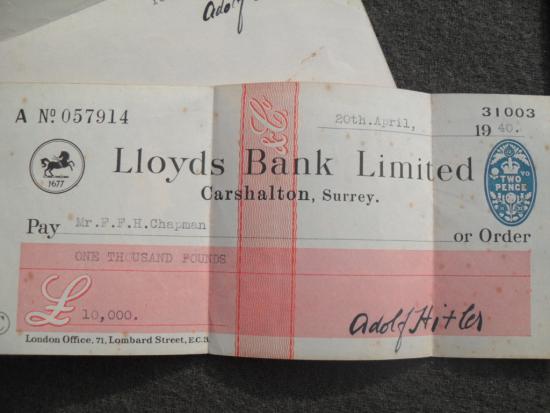 Adolf
A Nº 057914
20th.April,
31003
19 40.
1677
Lloyds Bank Limited
Carshalton, Surrey.
& Co
TWO
PENCE
Pay Mr.F.F.H.Chapman or Order
ONE THOUSAND POUNDS
£ 10,000.
Adolf Hitler
London Office, 71, Lombard Street, E.C.3.